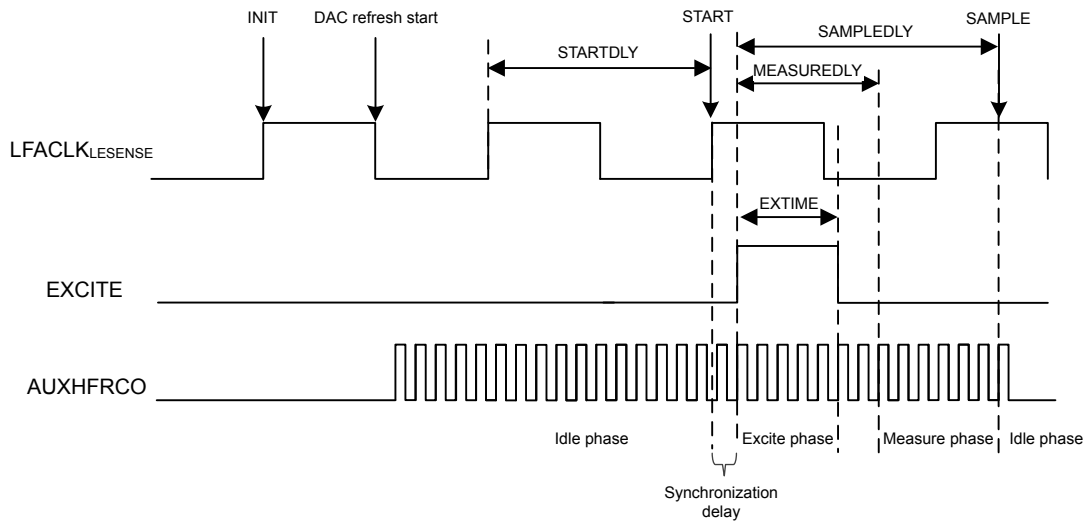 INIT
DAC refresh start
START
SAMPLE
SAMPLEDLY
STARTDLY
MEASUREDLY
LFACLKLESENSE
EXTIME
EXCITE
AUXHFRCO
Idle phase
Excite phase
Measure phase
Idle phase
Synchronization
delay